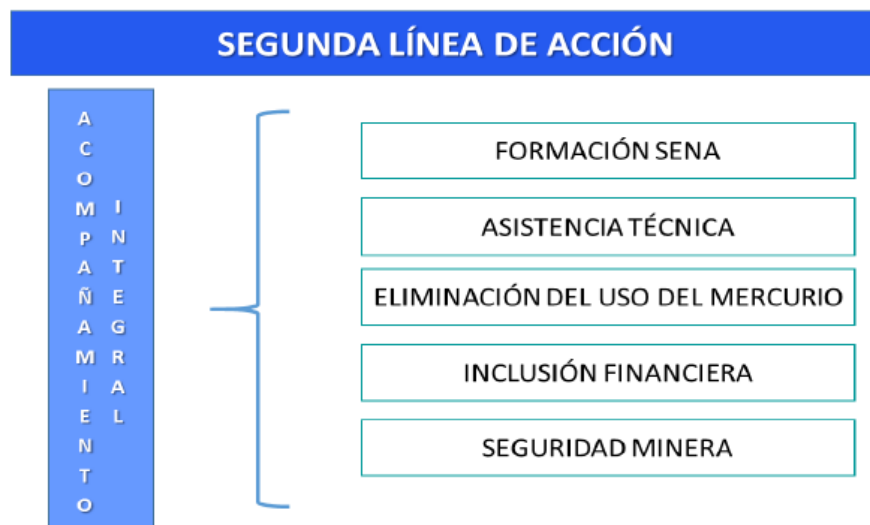 SEGUNDA LÍNEA DE ACCIÓN
ACOMPAÑAMIENTO
INTEGRAL
FORMACIÓN SENA
ASISTENCIA TÉCNICA
ELIMINACIÓN DEL USO DEL MERCURIO
INCLUSIÓN FINANCIERA
SEGURIDAD MINERA